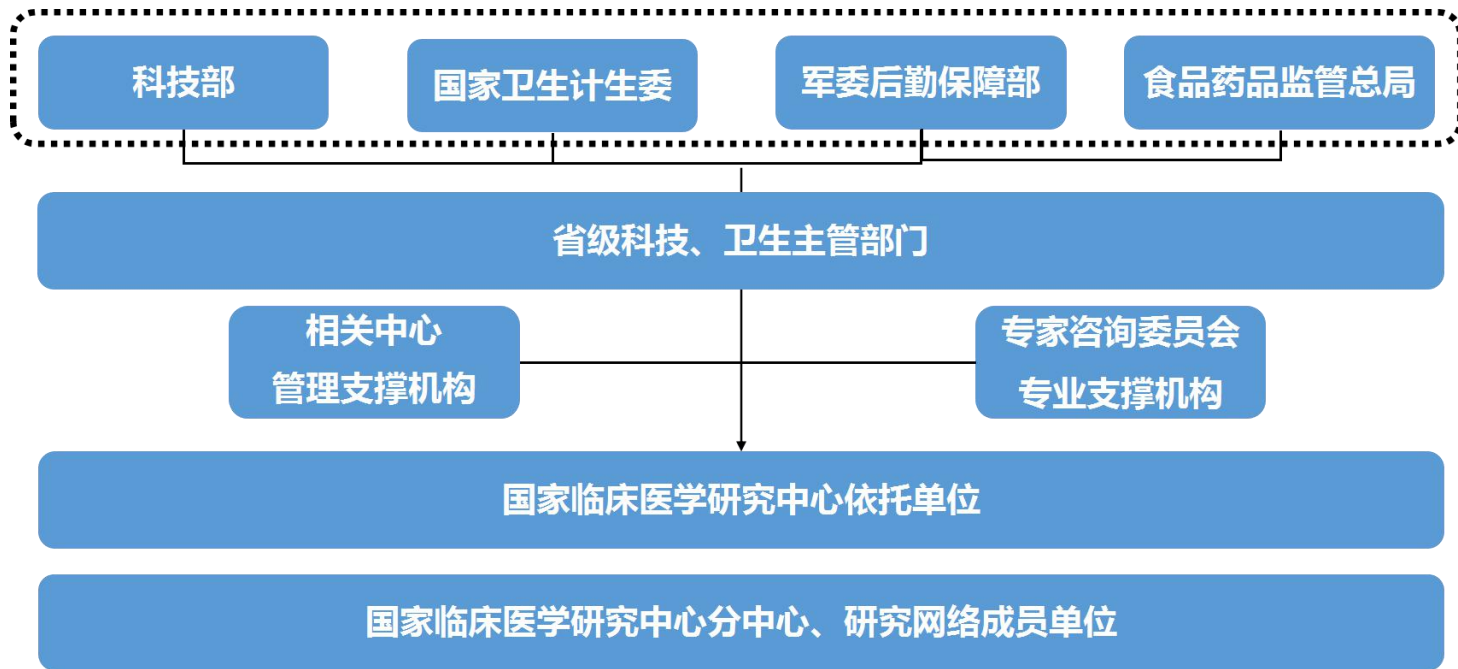 科技部
国家卫生计生委
军委后勤保障部
食品药品监管总局
省级科技、卫生主管部门
相关中心
管理支撑机构
专家咨询委员会
专业支撑机构
国家临床医学研究中心依托单位
国家临床医学研究中心分中心、研究网络成员单位